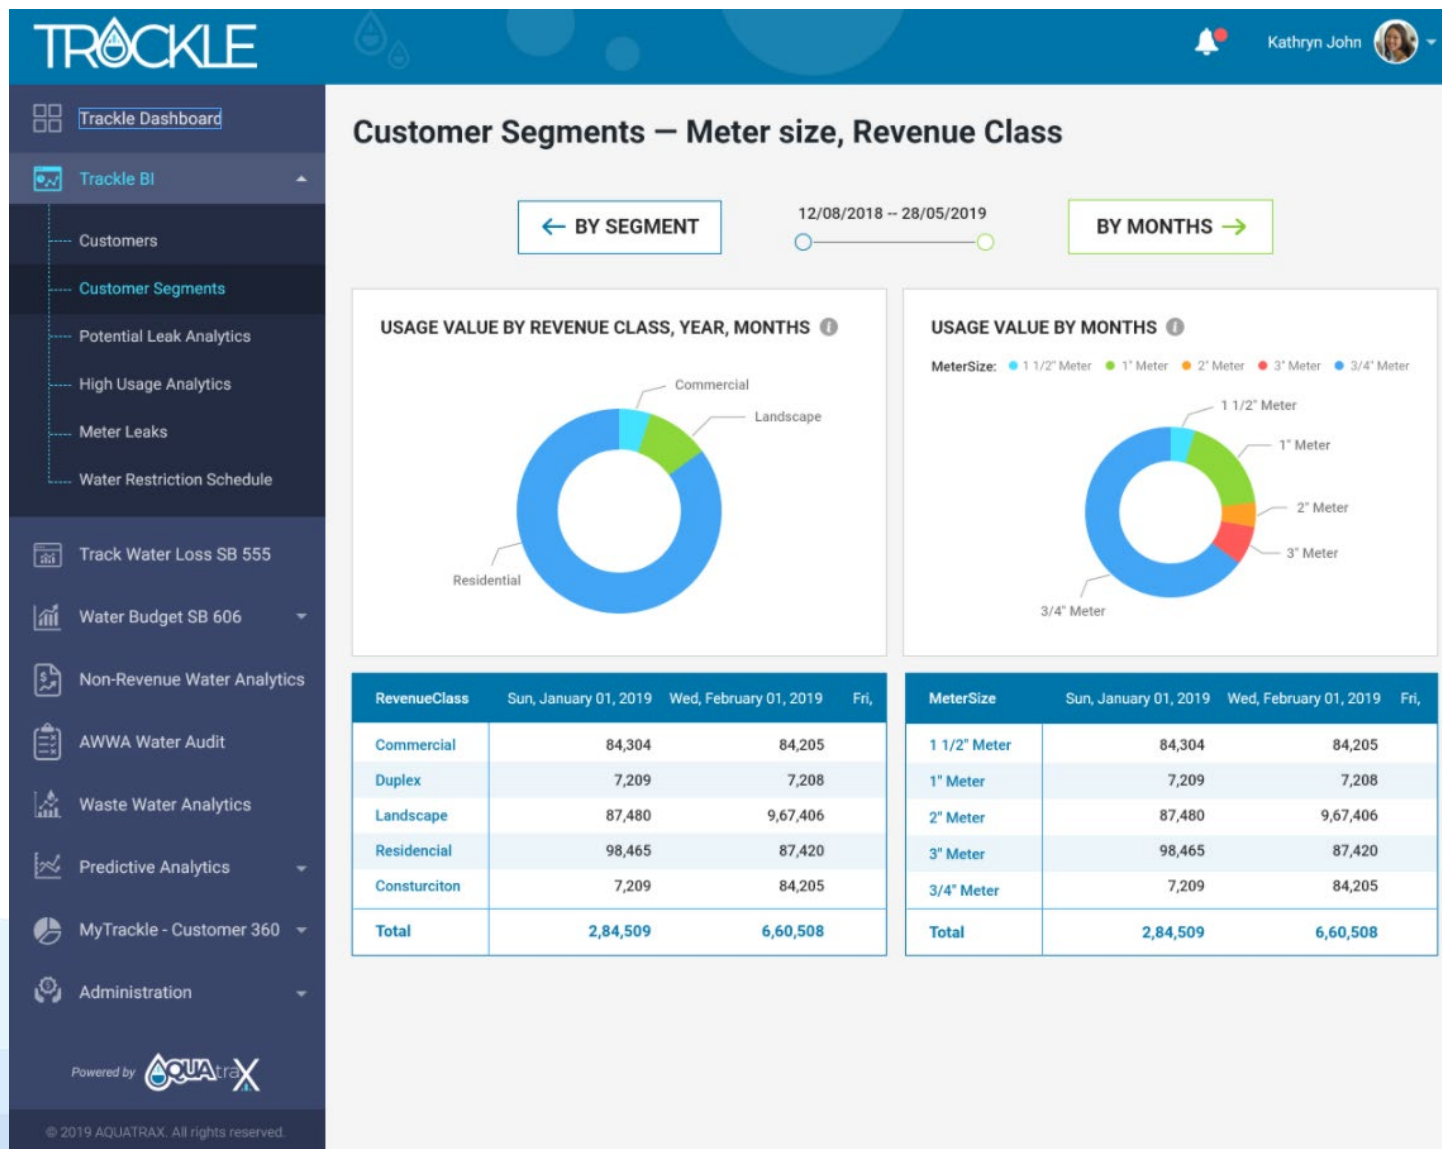 TRACKLE
Kathryn John
Trackle Dashboard
Trackle BI
Customers
Customer Segments
Potential Leak Analytics
High Usage Analytics
Meter Leaks
Water Restriction Schedule
Track Water Loss SB 555
Water Budget SB 606
Non-Revenue Water Analytics
AWWA Water Audit
Waste Water Analytics
Predictive Analytics
MyTrackle - Customer 360
Administration
Powered by AQUAtraX
© 2019 AQUATRAX. All rights reserved.
Customer Segments — Meter size, Revenue Class
← BY SEGMENT
12/08/2018 -- 28/05/2019
BY MONTHS →
USAGE VALUE BY REVENUE CLASS, YEAR, MONTHS
Commercial
Landscape
Residential
USAGE VALUE BY MONTHS
MeterSize: 1 1/2" Meter 1" Meter 2" Meter 3" Meter 3/4" Meter
1 1/2" Meter
1" Meter
2" Meter
3" Meter
3/4" Meter
RevenueClass Sun, January 01, 2019 Wed, February 01, 2019 Fri,
Commercial 84,304 84,205
Duplex 7,209 7,208
Landscape 87,480 9,67,406
Residencial 98,465 87,420
Consturciton 7,209 84,205
Total 2,84,509 6,60,508
MeterSize Sun, January 01, 2019 Wed, February 01, 2019 Fri,
1 1/2" Meter 84,304 84,205
1" Meter 7,209 7,208
2" Meter 87,480 9,67,406
3" Meter 98,465 87,420
3/4" Meter 7,209 84,205
Total 2,84,509 6,60,508